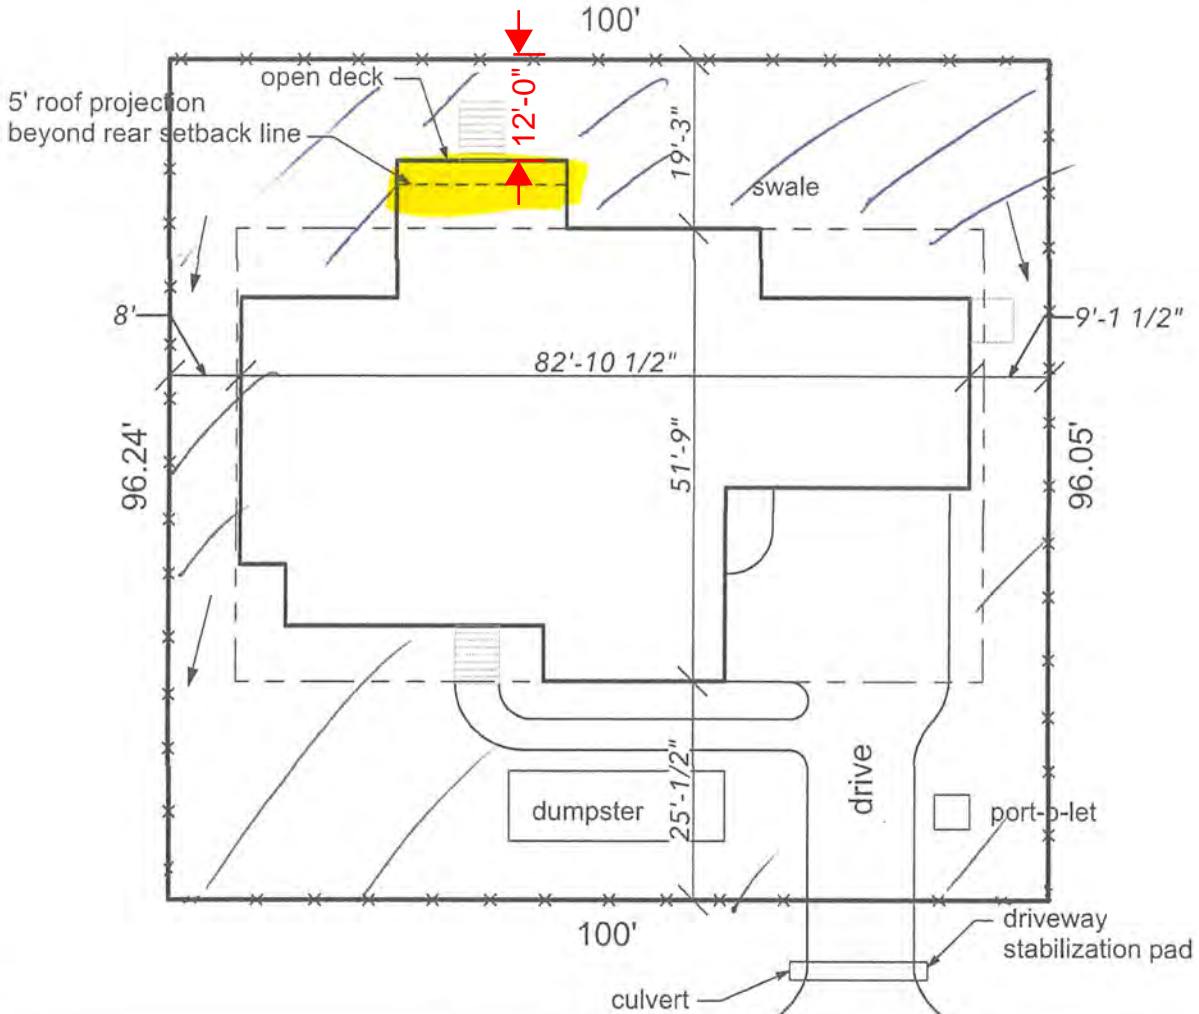 100'
12'-0"
open deck
5' roof projection
beyond rear setback line
19'-3"
swale
8'
9'-1 1/2"
82'-10 1/2"
96.24'
51'-9"
96.05'
25'-1/2"
drive
dumpster
port-o-let
100'
driveway
stabilization pad
culvert